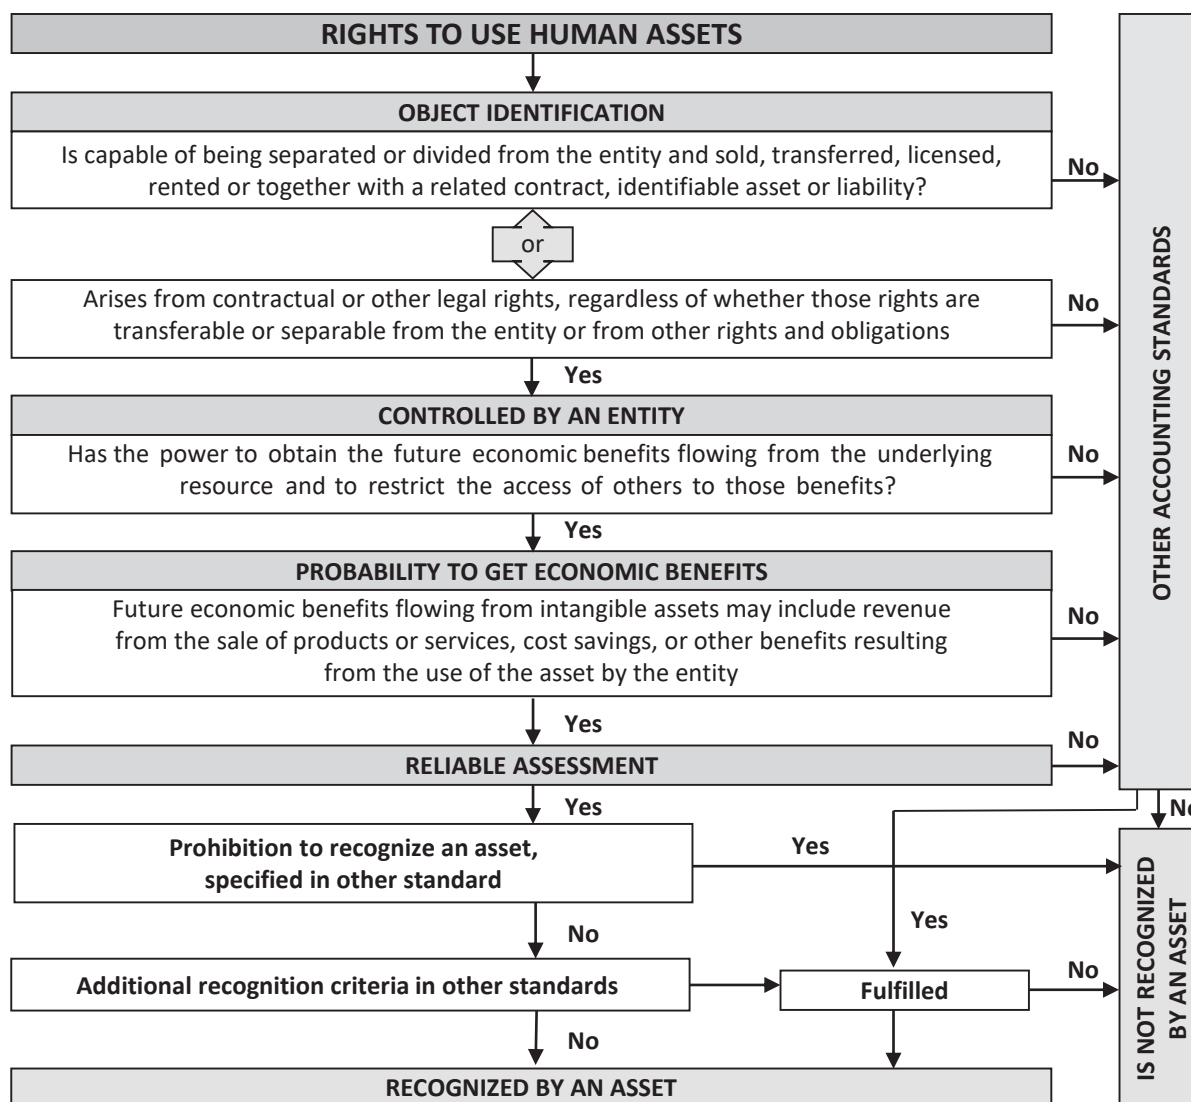 RIGHTS TO USE HUMAN ASSETS
OBJECT IDENTIFICATION
Is capable of being separated or divided from the entity and sold, transferred, licensed,
rented or together with a related contract, identifiable asset or liability?
No
or
Arises from contractual or other legal rights, regardless of whether those rights are
transferable or separable from the entity or from other rights and obligations
No
Yes
CONTROLLED BY AN ENTITY
Has the power to obtain the future economic benefits flowing from the underlying
resource and to restrict the access of others to those benefits?
No
Yes
PROBABILITY TO GET ECONOMIC BENEFITS
Future economic benefits flowing from intangible assets may include revenue
from the sale of products or services, cost savings, or other benefits resulting
from the use of the asset by the entity
No
Yes
RELIABLE ASSESSMENT
No
Yes
OTHER ACCOUNTING STANDARDS
No
Prohibition to recognize an asset,
specified in other standard
Yes
No
Yes
Additional recognition criteria in other standards
Fulfilled
No
No
RECOGNIZED BY AN ASSET
IS NOT RECOGNIZED
BY AN ASSET